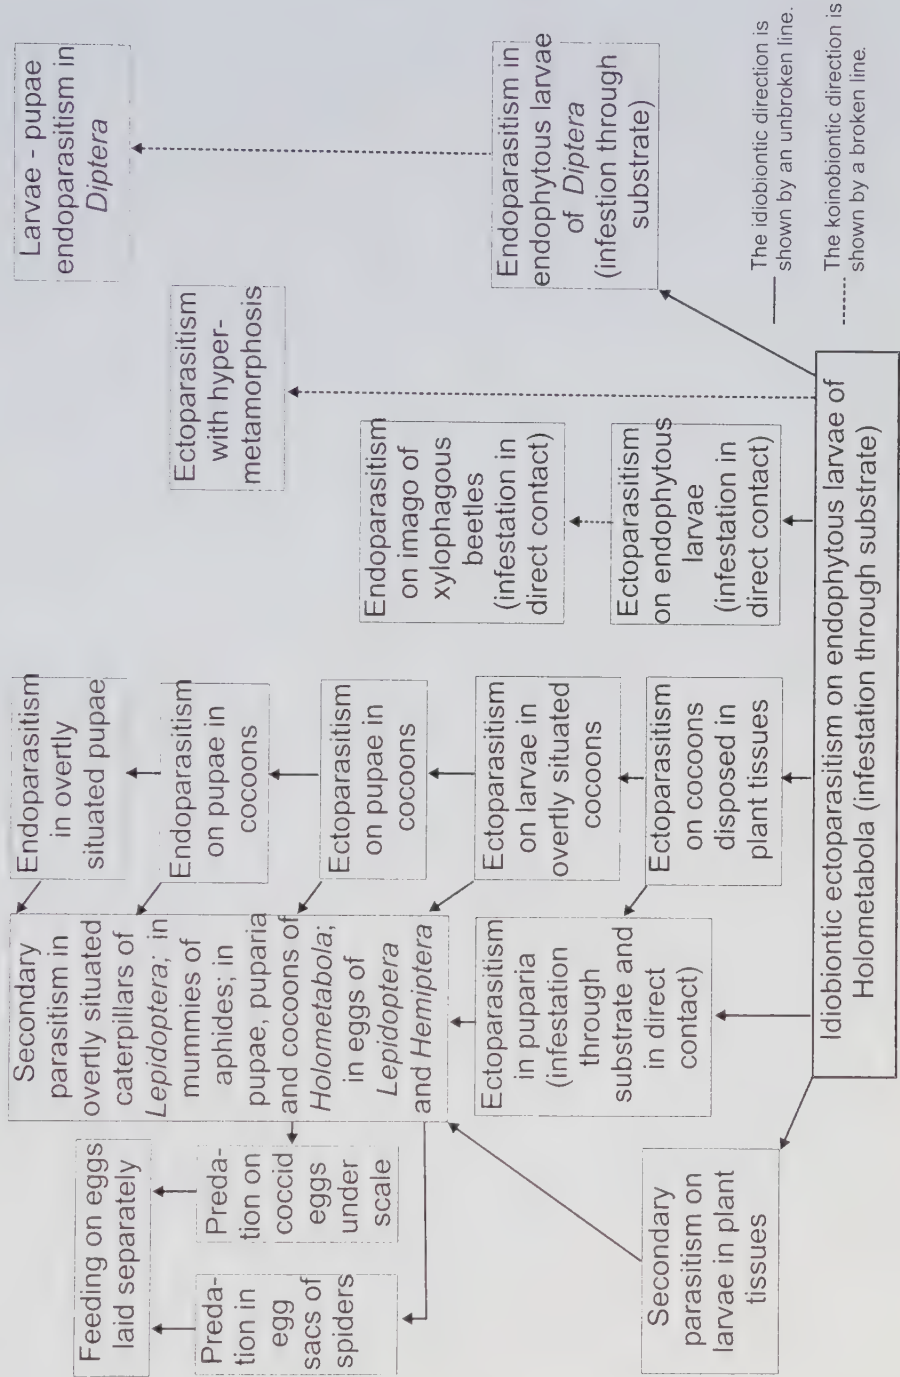 Feeding on eggs
laid separately
Preda-
tion in
egg
sacs of
spiders
Preda-
tion on
coccid
eggs
under
scale
Secondary
parasitism in
overtly situated
caterpillars of
Lepidoptera; in
mummies of
aphides; in
pupae, puparia
and cocoons of
Holometabola;
in eggs of
Lepidoptera
and Hemiptera
Endoparasitism
in overtly
situated pupae
Endoparasitism
on pupae in
cocoons
Ectoparasitism
on pupae in
cocoons
Ectoparasitism
on larvae in
overtly situated
cocoons
Ectoparasitism
on cocoons
disposed in
plant tissues
Ectoparasitism
in puparia
(infestation
through
substrate and
in direct
contact)
Secondary
parasitism on
larvae in plant
tissues
Endoparasitism
on imago of
xylophagous
beetles
(infestation in
direct contact)
Ectoparasitism
on endophytous
larvae
(infestation in
direct contact)
Ectoparasitism
with hyper-
metamorphosis
Larvae - pupae
endoparasitism in
Diptera
Endoparasitism in
endophytous larvae
of Diptera
(infestion through
substrate)
The idiobiontic direction is
shown by an unbroken line.
The koinobiontic direction is
shown by a broken line.
Idiobiontic ectoparasitism on endophytous larvae of
Holometabola (infestation through substrate)